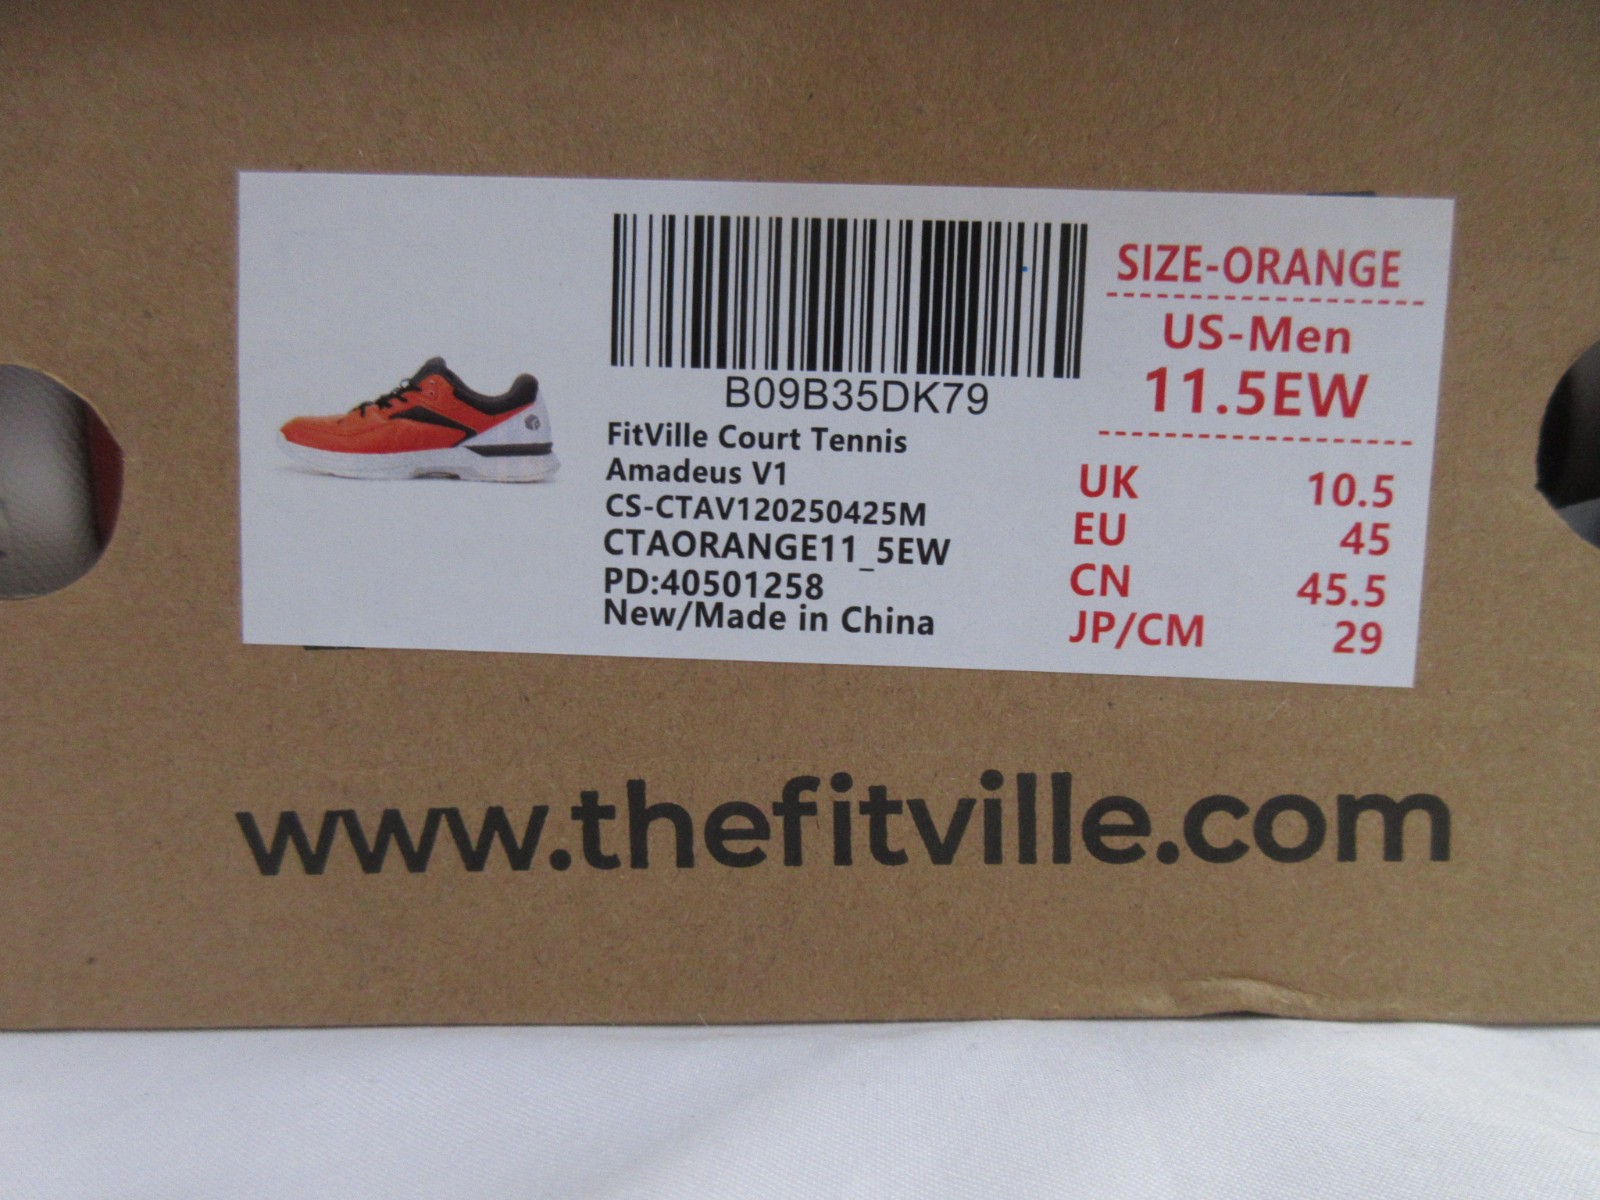 B09B35DK79
FitVille Court Tennis
Amadeus V1
CS-CTAV120250425M
CTAORANGE11_5EW
PD:40501258
New/Made in China
SIZE-ORANGE
US-Men
11.5EW
UK 10.5
EU 45
CN 45.5
JP/CM 29
www.thefitville.com